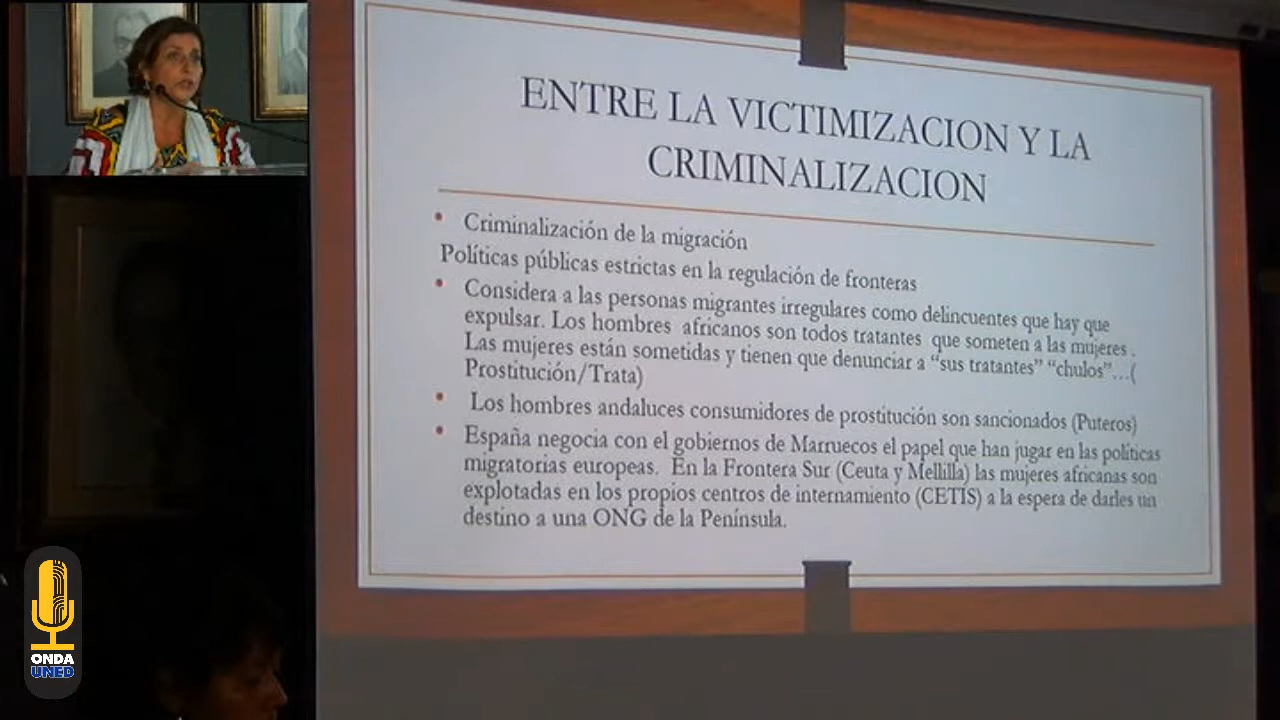 ENTRE LA VICTIMIZACION Y LA
CRIMINALIZACION
• Criminalización de la migración
Políticas públicas estrictas en la regulación de fronteras
• Considera a las personas migrantes irregulares como delincuentes que hay que
expulsar. Los hombres africanos son todos tratantes que someten a las mujeres .
Las mujeres están sometidas y tienen que denunciar a “sus tratantes” “chulos”…(
Prostitución/Trata)
• Los hombres andaluces consumidores de prostitución son sancionados (Puteros)
• España negocia con el gobiernos de Marruecos el papel que han jugar en las políticas
migratorias europeas. En la Frontera Sur (Ceuta y Mellilla) las mujeres africanas son
explotadas en los propios centros de internamiento (CETIS) a la espera de darles un
destino a una ONG de la Península.
ONDA
UNED